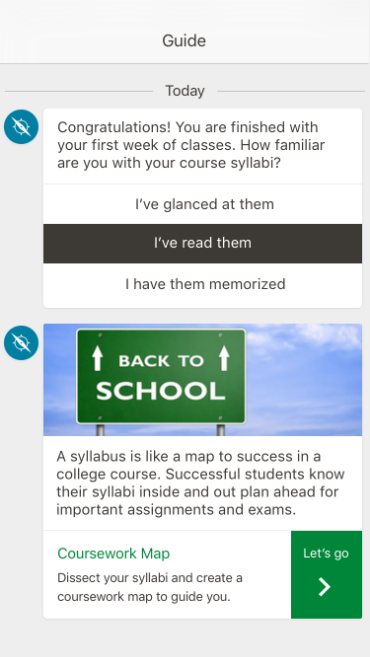 Guide
Today
Congratulations! You are finished with
your first week of classes. How familiar
are you with your course syllabi?
I've glanced at them
I've read them
I have them memorized
BACK TO
SCHOOL
A syllabus is like a map to success in a
college course. Successful students know
their syllabi inside and out plan ahead for
important assignments and exams.
Coursework Map
Let's go
Dissect your syllabi and create a
coursework map to guide you.